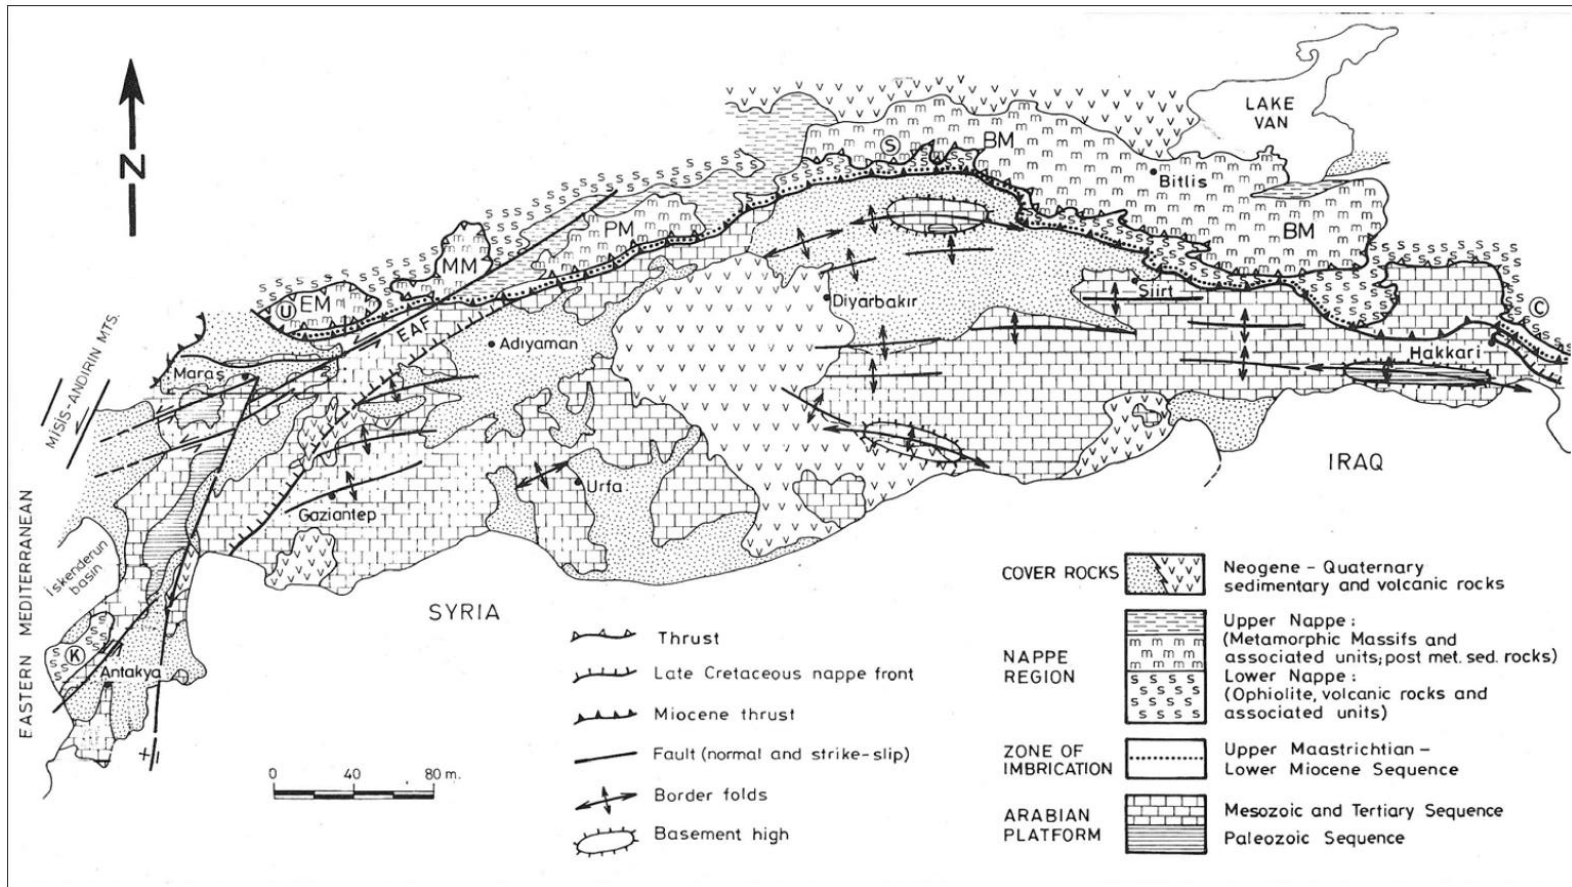 N
LAKE
VAN
S
BM
Bitlis
PM
BM
MM
EM
U
Siirt
C
Diyarbakır
EAF
Adıyaman
Hakkari
Maraş
MİSİS-ANDIRIN MTS.
IRAQ
Urfa
Gaziantep
EASTERN MEDITERRANEAN
İskenderun
basin
SYRIA
K
Antakya
Thrust
Late Cretaceous nappe front
Miocene thrust
Fault (normal and strike-slip)
Border folds
Basement high
0 40 80 m.
COVER ROCKS
Neogene - Quaternary
sedimentary and volcanic rocks
NAPPE
REGION
Upper Nappe :
(Metamorphic Massifs and
associated units; post met. sed. rocks)
Lower Nappe :
(Ophiolite, volcanic rocks and
associated units)
ZONE OF
IMBRICATION
Upper Maastrichtian -
Lower Miocene Sequence
ARABIAN
PLATFORM
Mesozoic and Tertiary Sequence
Paleozoic Sequence